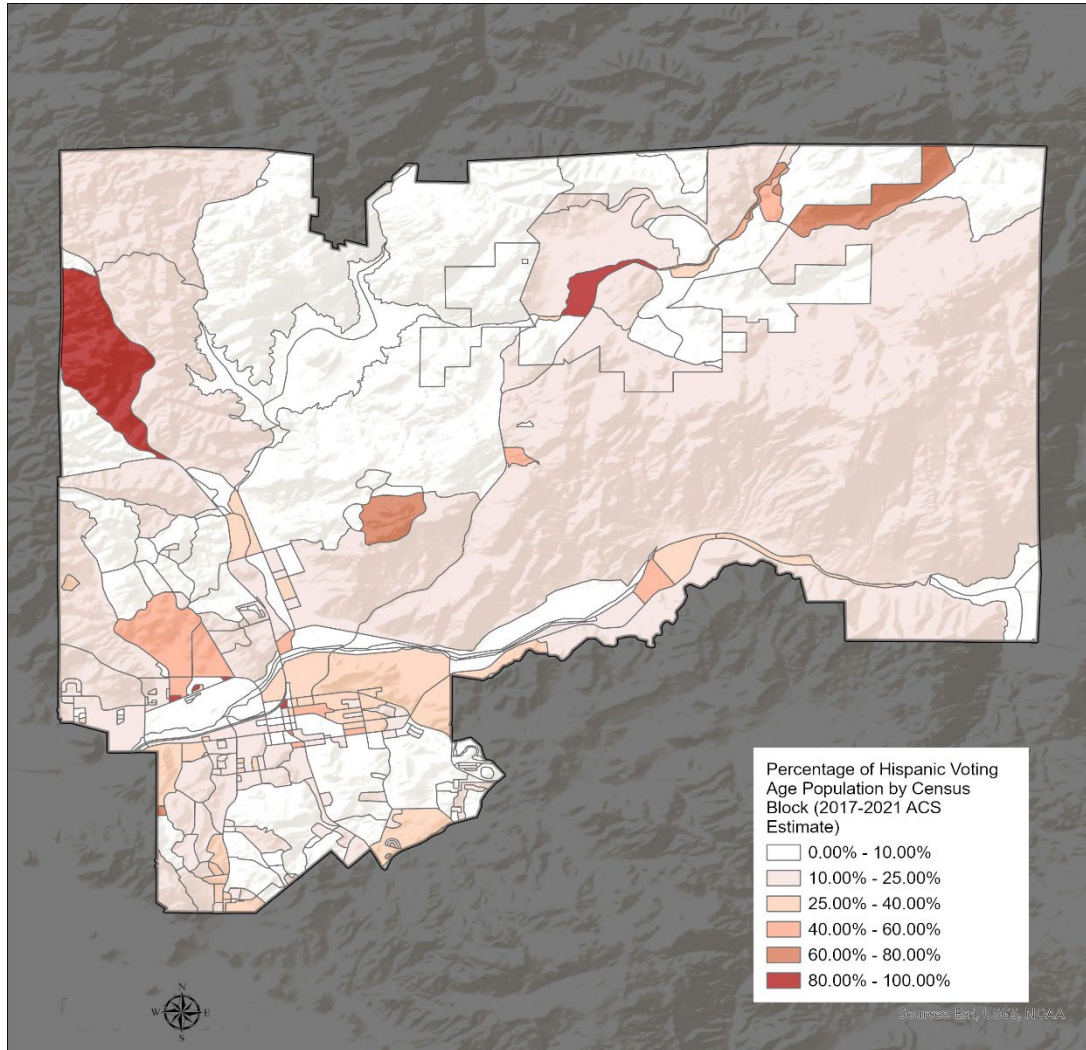 Percentage of Hispanic Voting
Age Population by Census
Block (2017-2021 ACS
Estimate)
0.00% - 10.00%
10.00% - 25.00%
25.00% - 40.00%
40.00% - 60.00%
60.00% - 80.00%
80.00% - 100.00%
Sources: Esri, USGS, NOAA
N
W E
S